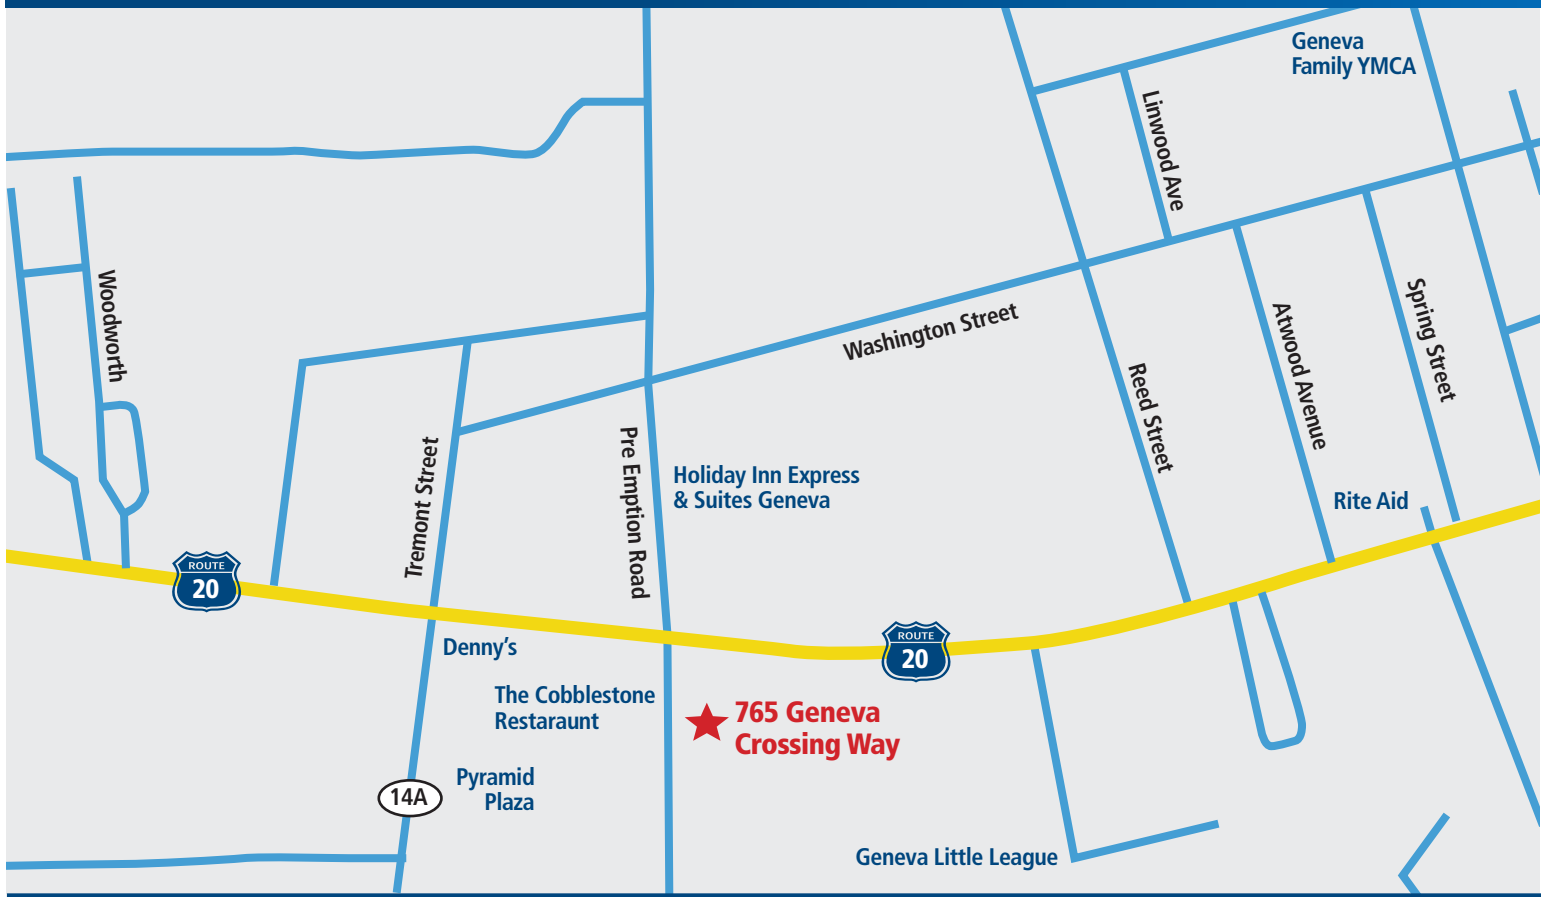 Geneva
Family YMCA
Linwood Ave
Woodworth
Washington Street
Spring Street
Atwood Avenue
Reed Street
Tremont Street
Pre Emption Road
Holiday Inn Express
& Suites Geneva
Rite Aid
ROUTE
20
ROUTE
20
Denny's
The Cobblestone
Restaraunt
765 Geneva
Crossing Way
Pyramid
Plaza
14A
Geneva Little League